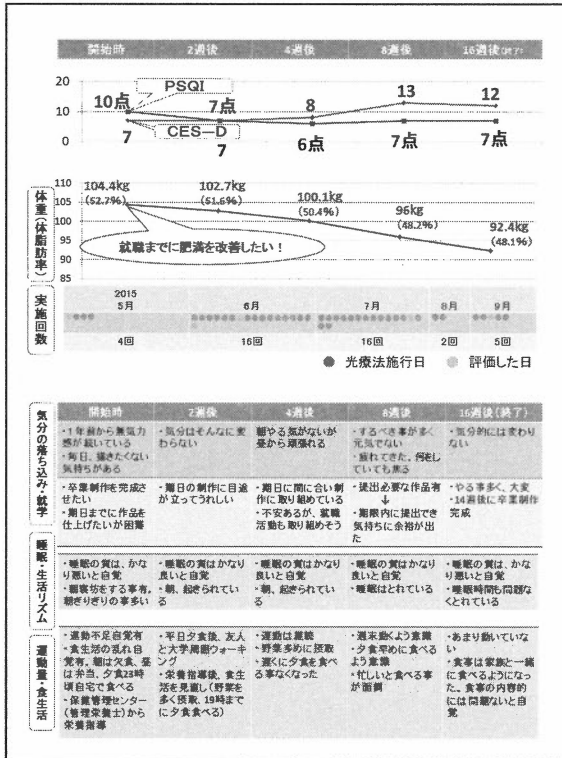 開始時 2週後 4週後 8週後 16週後(終了)
20
10
0
PSQI
CES－D
10点 7点 8 13 12
7 7 6点 7点 7点
体重(体脂肪率)
110
105
100
95
90
85
104.4kg
(52.7%)
102.7kg
(51.6%)
100.1kg
(50.4%)
96kg
(48.2%)
92.4kg
(48.1%)
就職までに肥満を改善したい！
実施回数
2015
5月 6月 7月 8月 9月
4回 16回 16回 2回 5回
● 光療法施行日 ● 評価した日
開始時 2週後 4週後 8週後 16週後(終了)
気分の落ち込み・就学
・1年前から無気力
感が続いている
・毎日、描きたくない
気持ちがある
・気分はそんなに変
わらない
朝やる気がないが
昼から頑張れる
・するべき事が多く
元気でない
・疲れてきた。何をし
ていても焦る
・気分的には変わり
ない
・卒業制作を完成さ
せたい
・期日までに作品を
仕上げたいが困難
・期日の制作に目途
が立ってうれしい
・期日に間に合い制
作に取り組めている
・不安あるが、就職
活動も取り組めそう
・提出必要な作品有
↓
・期限内に提出でき
気持ちに余裕が出
た
・やる事多く、大変
・14週後に卒業制作
完成
睡眠・生活リズム
・睡眠の質は、かな
り悪いと自覚
・朝寝坊をする事有。
朝ぎりぎりの事多い
・睡眠の質はかなり
良いと自覚
・朝、起きられてい
る
・睡眠の質はかなり
良いと自覚
・朝、起きられてい
る
・睡眠の質はかなり
良いと自覚
・睡眠はとれている
・睡眠の質は、かな
り悪いと自覚
・睡眠時間も問題な
くとれている
運動量・食生活
・運動不足自覚有
・食生活の乱れ自
覚有。朝は欠食、昼
は弁当、夕食23時
頃自宅で食べる
・保健管理センター
(管理栄養士)から
栄養指導
・平日夕食後、友人
と大学周囲ウォーキ
ング
・栄養指導後、食生
活を見直し(野菜を
多く摂取、19時まで
に夕食食べる)
・運動は継続
・野菜多めに摂取
・遅くに夕食を食べ
る事なくなった
・週末動くよう意識
・夕食早めに食べる
よう意識
・忙しいと食べる事
が面倒
・あまり動いていな
い
・食事は家族と一緒
に食べるようになっ
た。食事の内容的
には問題ないと自
覚